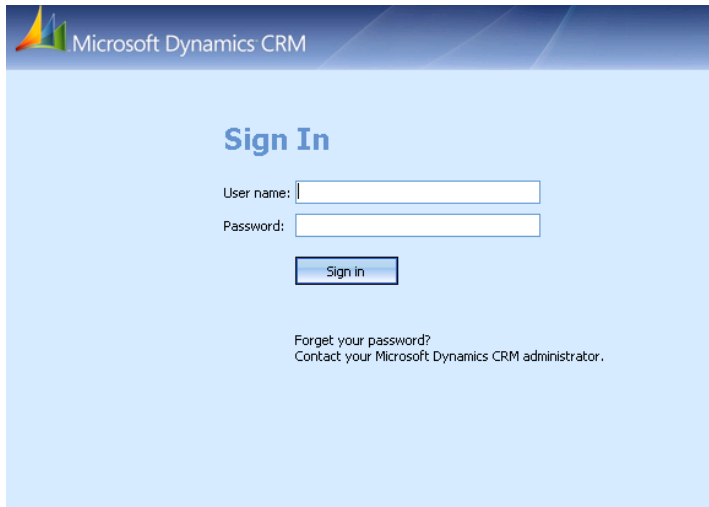 Microsoft Dynamics CRM
Sign In
User name:
Password:
Sign in
Forget your password?
Contact your Microsoft Dynamics CRM administrator.